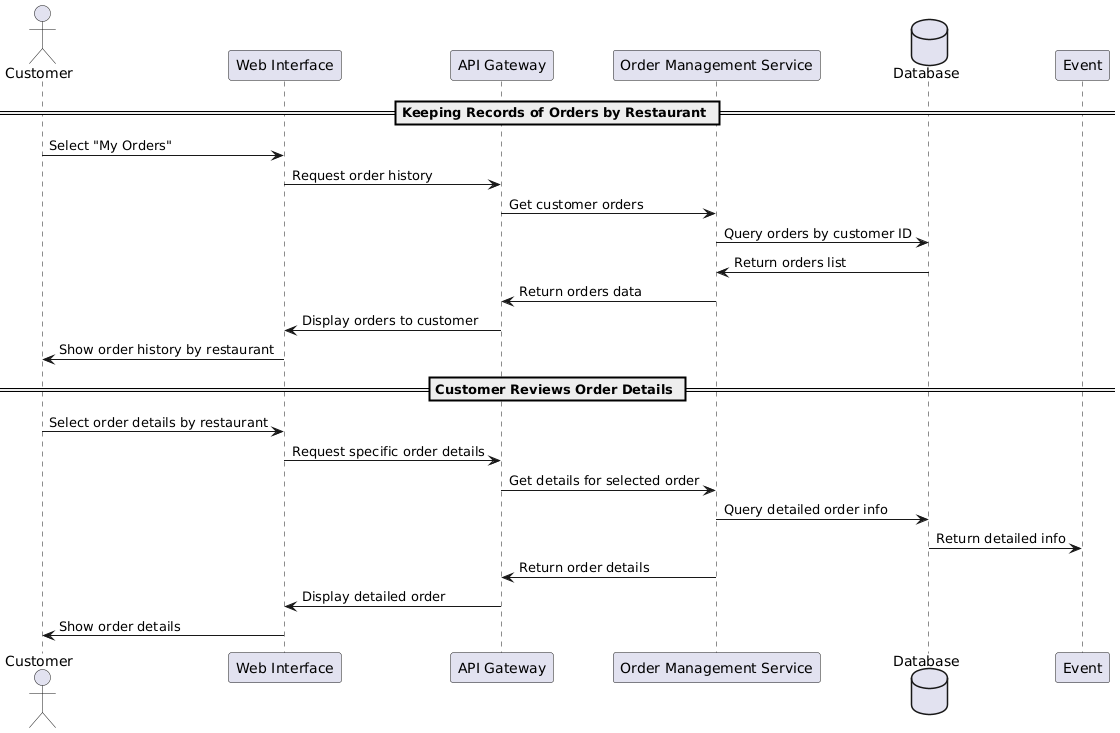 Customer
Web Interface
API Gateway
Order Management Service
Database
Event
Keeping Records of Orders by Restaurant
Select "My Orders"
Request order history
Get customer orders
Query orders by customer ID
Return orders list
Return orders data
Display orders to customer
Show order history by restaurant
Customer Reviews Order Details
Select order details by restaurant
Request specific order details
Get details for selected order
Query detailed order info
Return detailed info
Return order details
Display detailed order
Show order details
Customer
Web Interface
API Gateway
Order Management Service
Database
Event